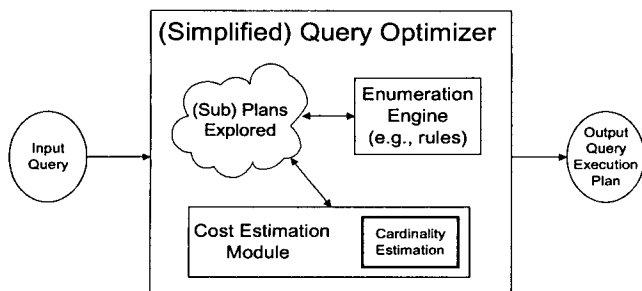 (Simplified) Query Optimizer
(Sub) Plans
Explored
Enumeration
Engine
(e.g., rules)
Input
Query
Output
Query
Execution
Plan
Cost Estimation
Module
Cardinality
Estimation